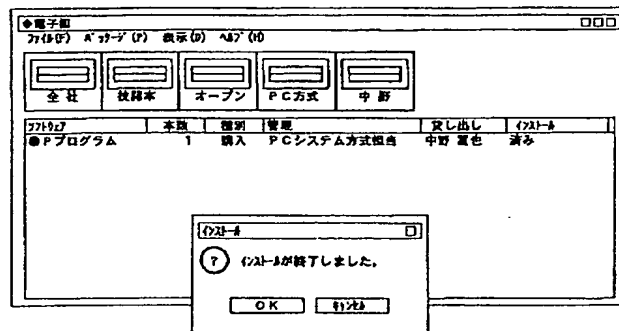 ◆電子棚
ファイル(F) パッケージ(P) 表示(D) ヘルプ(H)
全社 技開本 オープン PC方式 中野
ソフトウェア 本数 種別 管理 貸し出し インストール
●Pプログラム 1 購入 PCシステム方式担当 中野 済み
インストール
? インストールが終了しました。
OK キャンセル